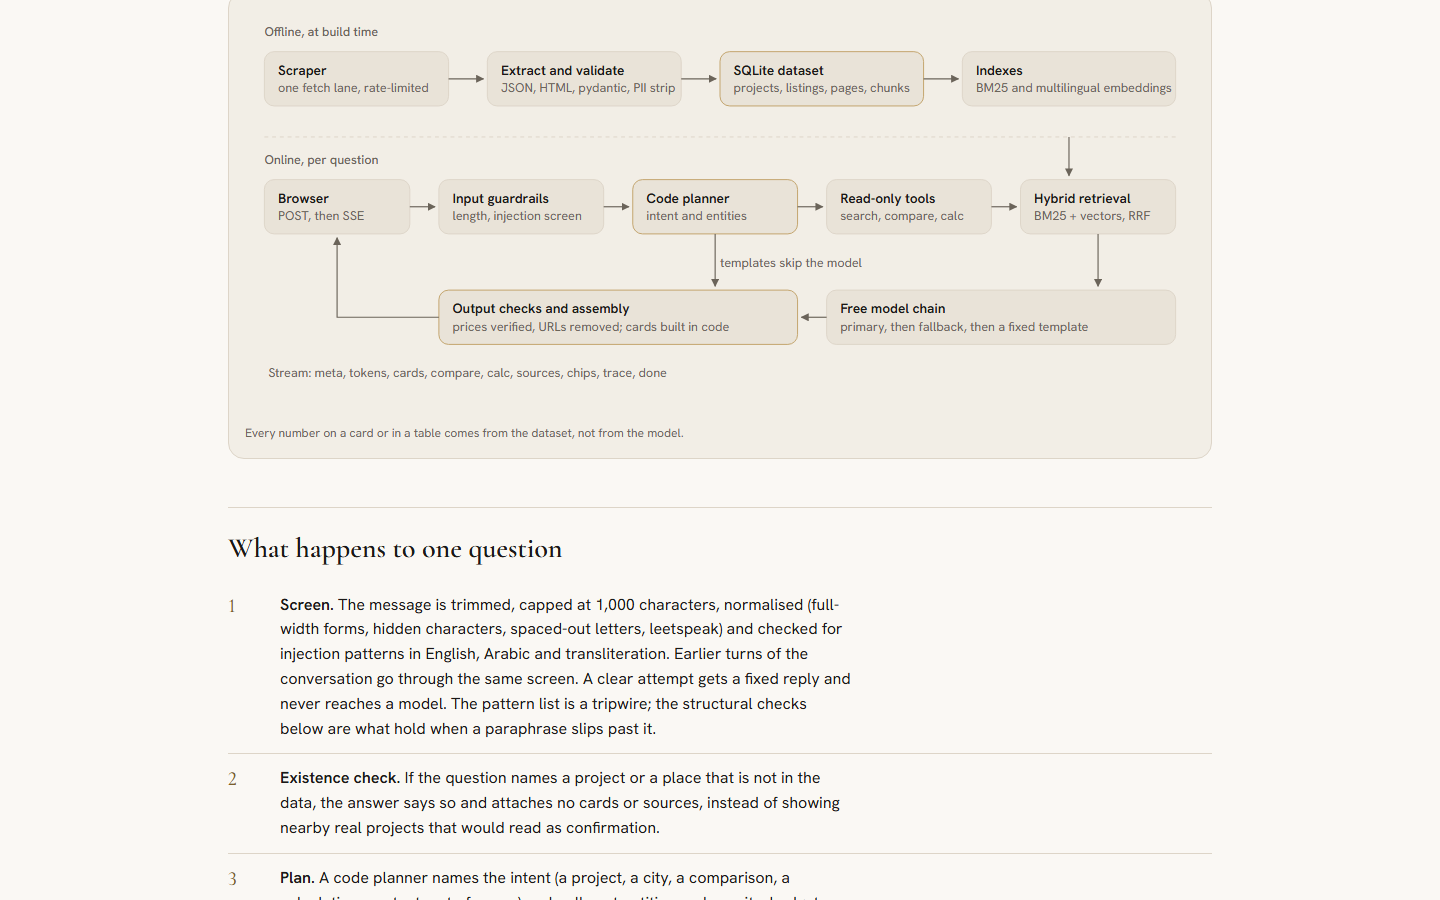 Offline, at build time
Scraper
one fetch lane, rate-limited
Extract and validate
JSON, HTML, pydantic, PII strip
SQLite dataset
projects, listings, pages, chunks
Indexes
BM25 and multilingual embeddings
Online, per question
Browser
POST, then SSE
Input guardrails
length, injection screen
Code planner
intent and entities
Read-only tools
search, compare, calc
Hybrid retrieval
BM25 + vectors, RRF
templates skip the model
Output checks and assembly
prices verified, URLs removed; cards built in code
Free model chain
primary, then fallback, then a fixed template
Stream: meta, tokens, cards, compare, calc, sources, chips, trace, done
Every number on a card or in a table comes from the dataset, not from the model.
What happens to one question
1
Screen. The message is trimmed, capped at 1,000 characters, normalised (full-
width forms, hidden characters, spaced-out letters, leetspeak) and checked for
injection patterns in English, Arabic and transliteration. Earlier turns of the
conversation go through the same screen. A clear attempt gets a fixed reply and
never reaches a model. The pattern list is a tripwire; the structural checks
below are what hold when a paraphrase slips past it.
2
Existence check. If the question names a project or a place that is not in the
data, the answer says so and attaches no cards or sources, instead of showing
nearby real projects that would read as confirmation.
3
Plan. A code planner names the intent (a project, a city, a comparison, a